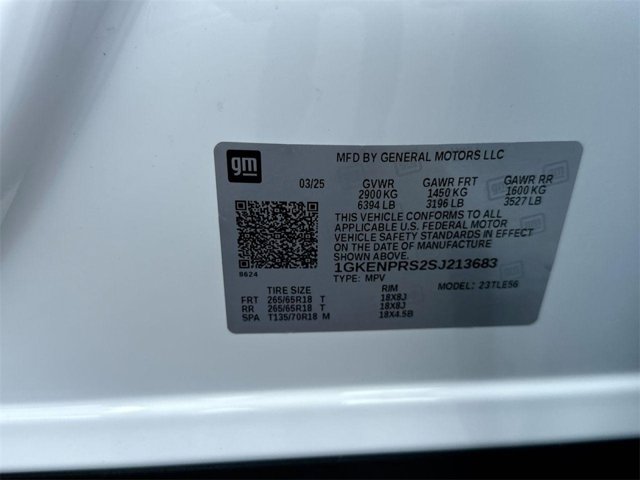 gm
MFD BY GENERAL MOTORS LLC
03/25 GVWR GAWR FRT GAWR RR
2900 KG 1450 KG 1600 KG
6394 LB 3196 LB 3527 LB
THIS VEHICLE CONFORMS TO ALL
APPLICABLE U.S. FEDERAL MOTOR
VEHICLE SAFETY STANDARDS IN EFFECT
ON THE DATE OF MANUFACTURE
SHOWN ABOVE.
1GKENPRS2SJ213683
8624
TYPE: MPV MODEL: 23TLE56
TIRE SIZE RIM
FRT 265/65R18 T 18X8J
RR 265/65R18 T 18X8J
SPA T135/70R18 M 18X4.5B